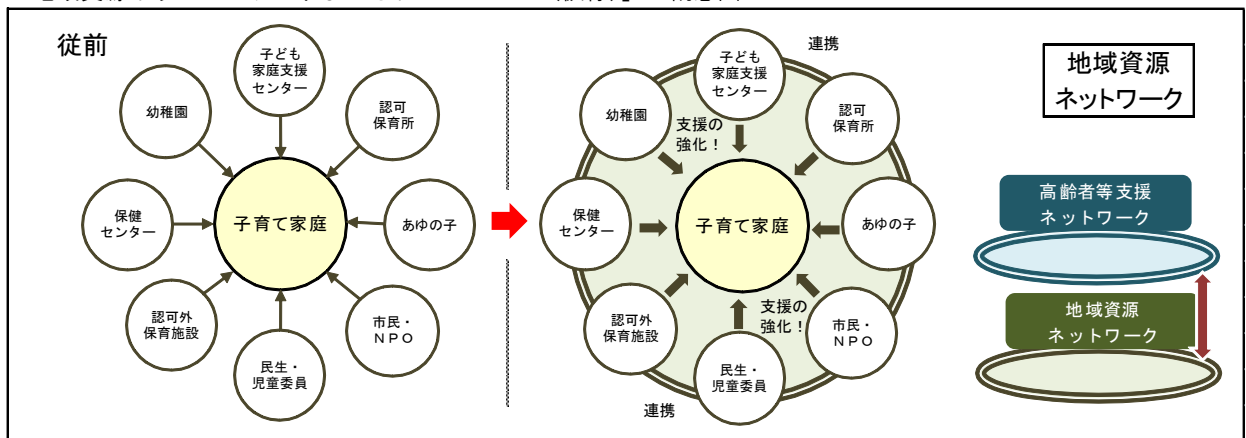 従前
子ども
家庭支援
センター
幼稚園
認可
保育所
保健
センター
子育て家庭
あゆの子
認可外
保育施設
市民・
ＮＰＯ
民生・
児童委員
連携
子ども
家庭支援
センター
幼稚園
認可
保育所
支援の
強化！
保健
センター
子育て家庭
あゆの子
認可外
保育施設
支援の
強化！
市民・
ＮＰＯ
民生・
児童委員
連携
地域資源
ネットワーク
高齢者等支援
ネットワーク
地域資源
ネットワーク